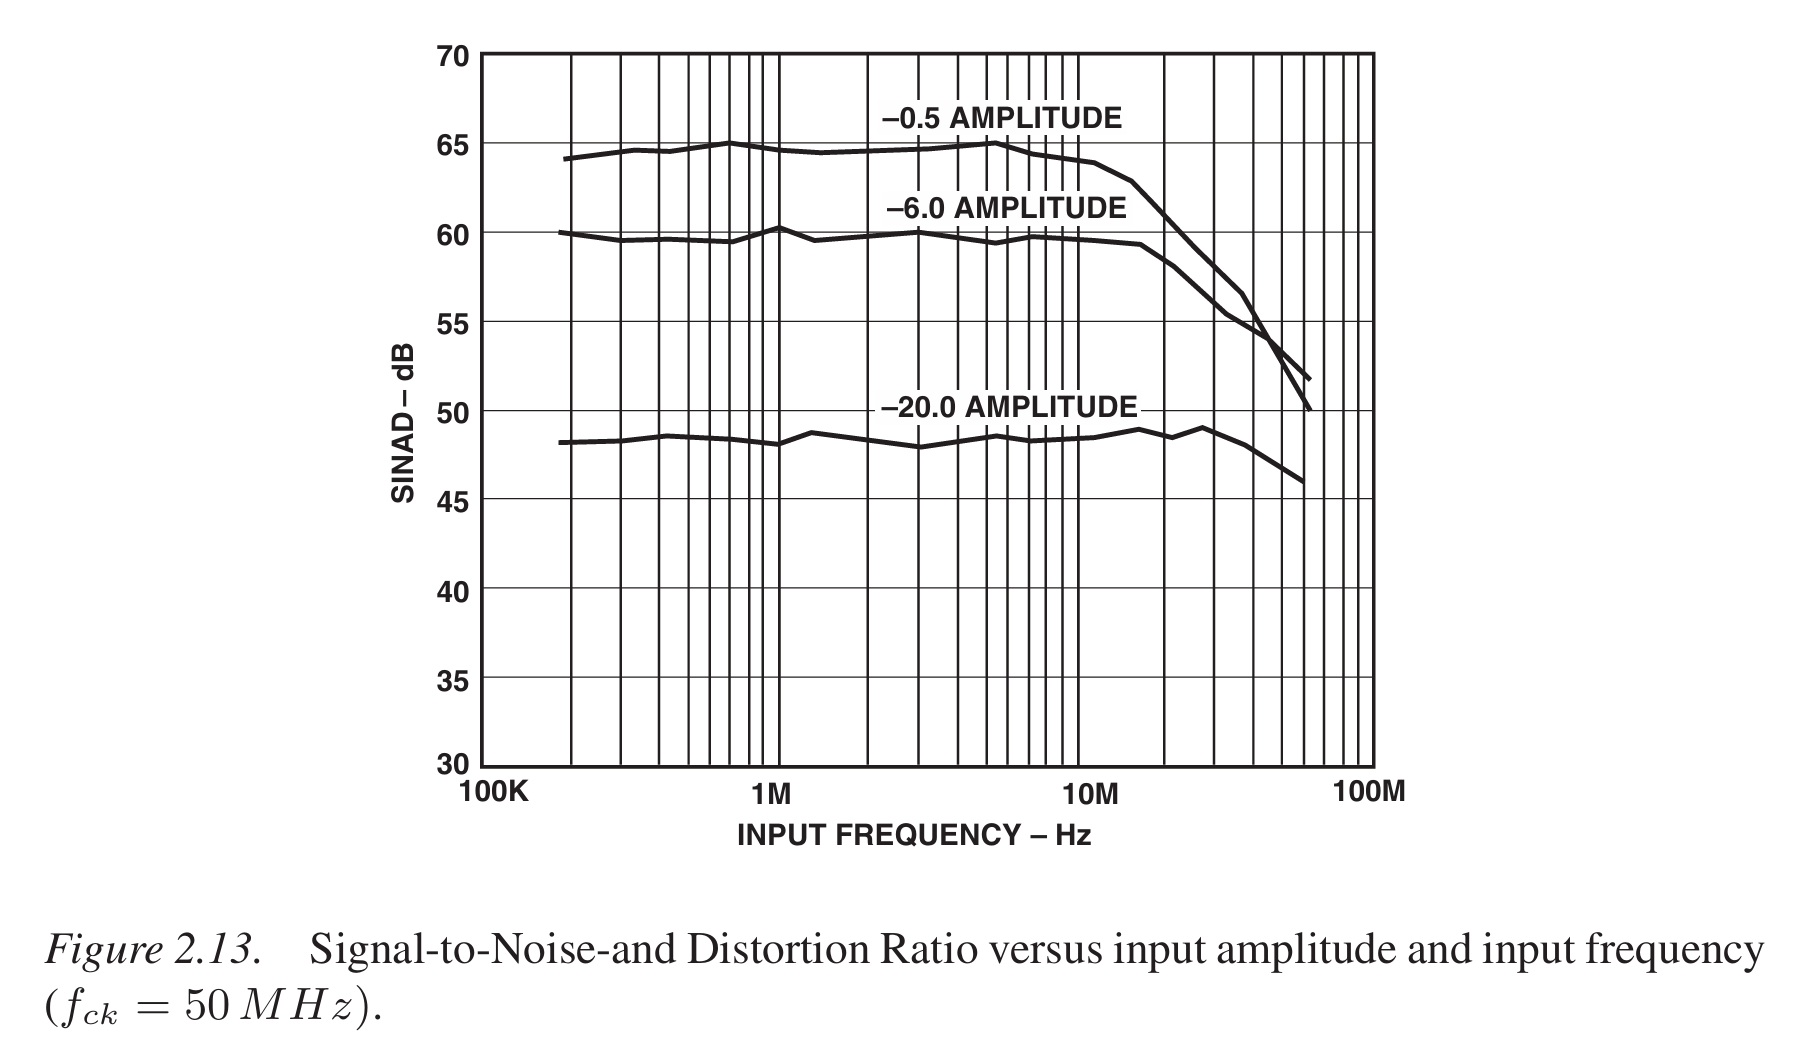 70
–0.5 AMPLITUDE
65
–6.0 AMPLITUDE
60
55
–20.0 AMPLITUDE
50
45
40
35
30
SINAD – dB
100K 1M 10M 100M
INPUT FREQUENCY – Hz
Figure 2.13. Signal-to-Noise-and Distortion Ratio versus input amplitude and input frequency
(f_{ck} = 50 MHz).